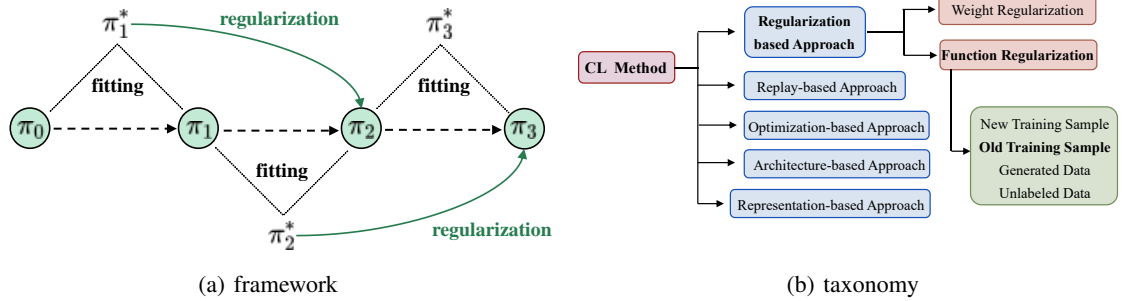 π₁*
regularization
π₃*
fitting
fitting
π₀
π₁
π₂
π₃
fitting
π₂*
regularization
(a) framework
Regularization
based Approach
Weight Regularization
CL Method
Function Regularization
Replay-based Approach
Optimization-based Approach
Architecture-based Approach
Representation-based Approach
New Training Sample
Old Training Sample
Generated Data
Unlabeled Data
(b) taxonomy